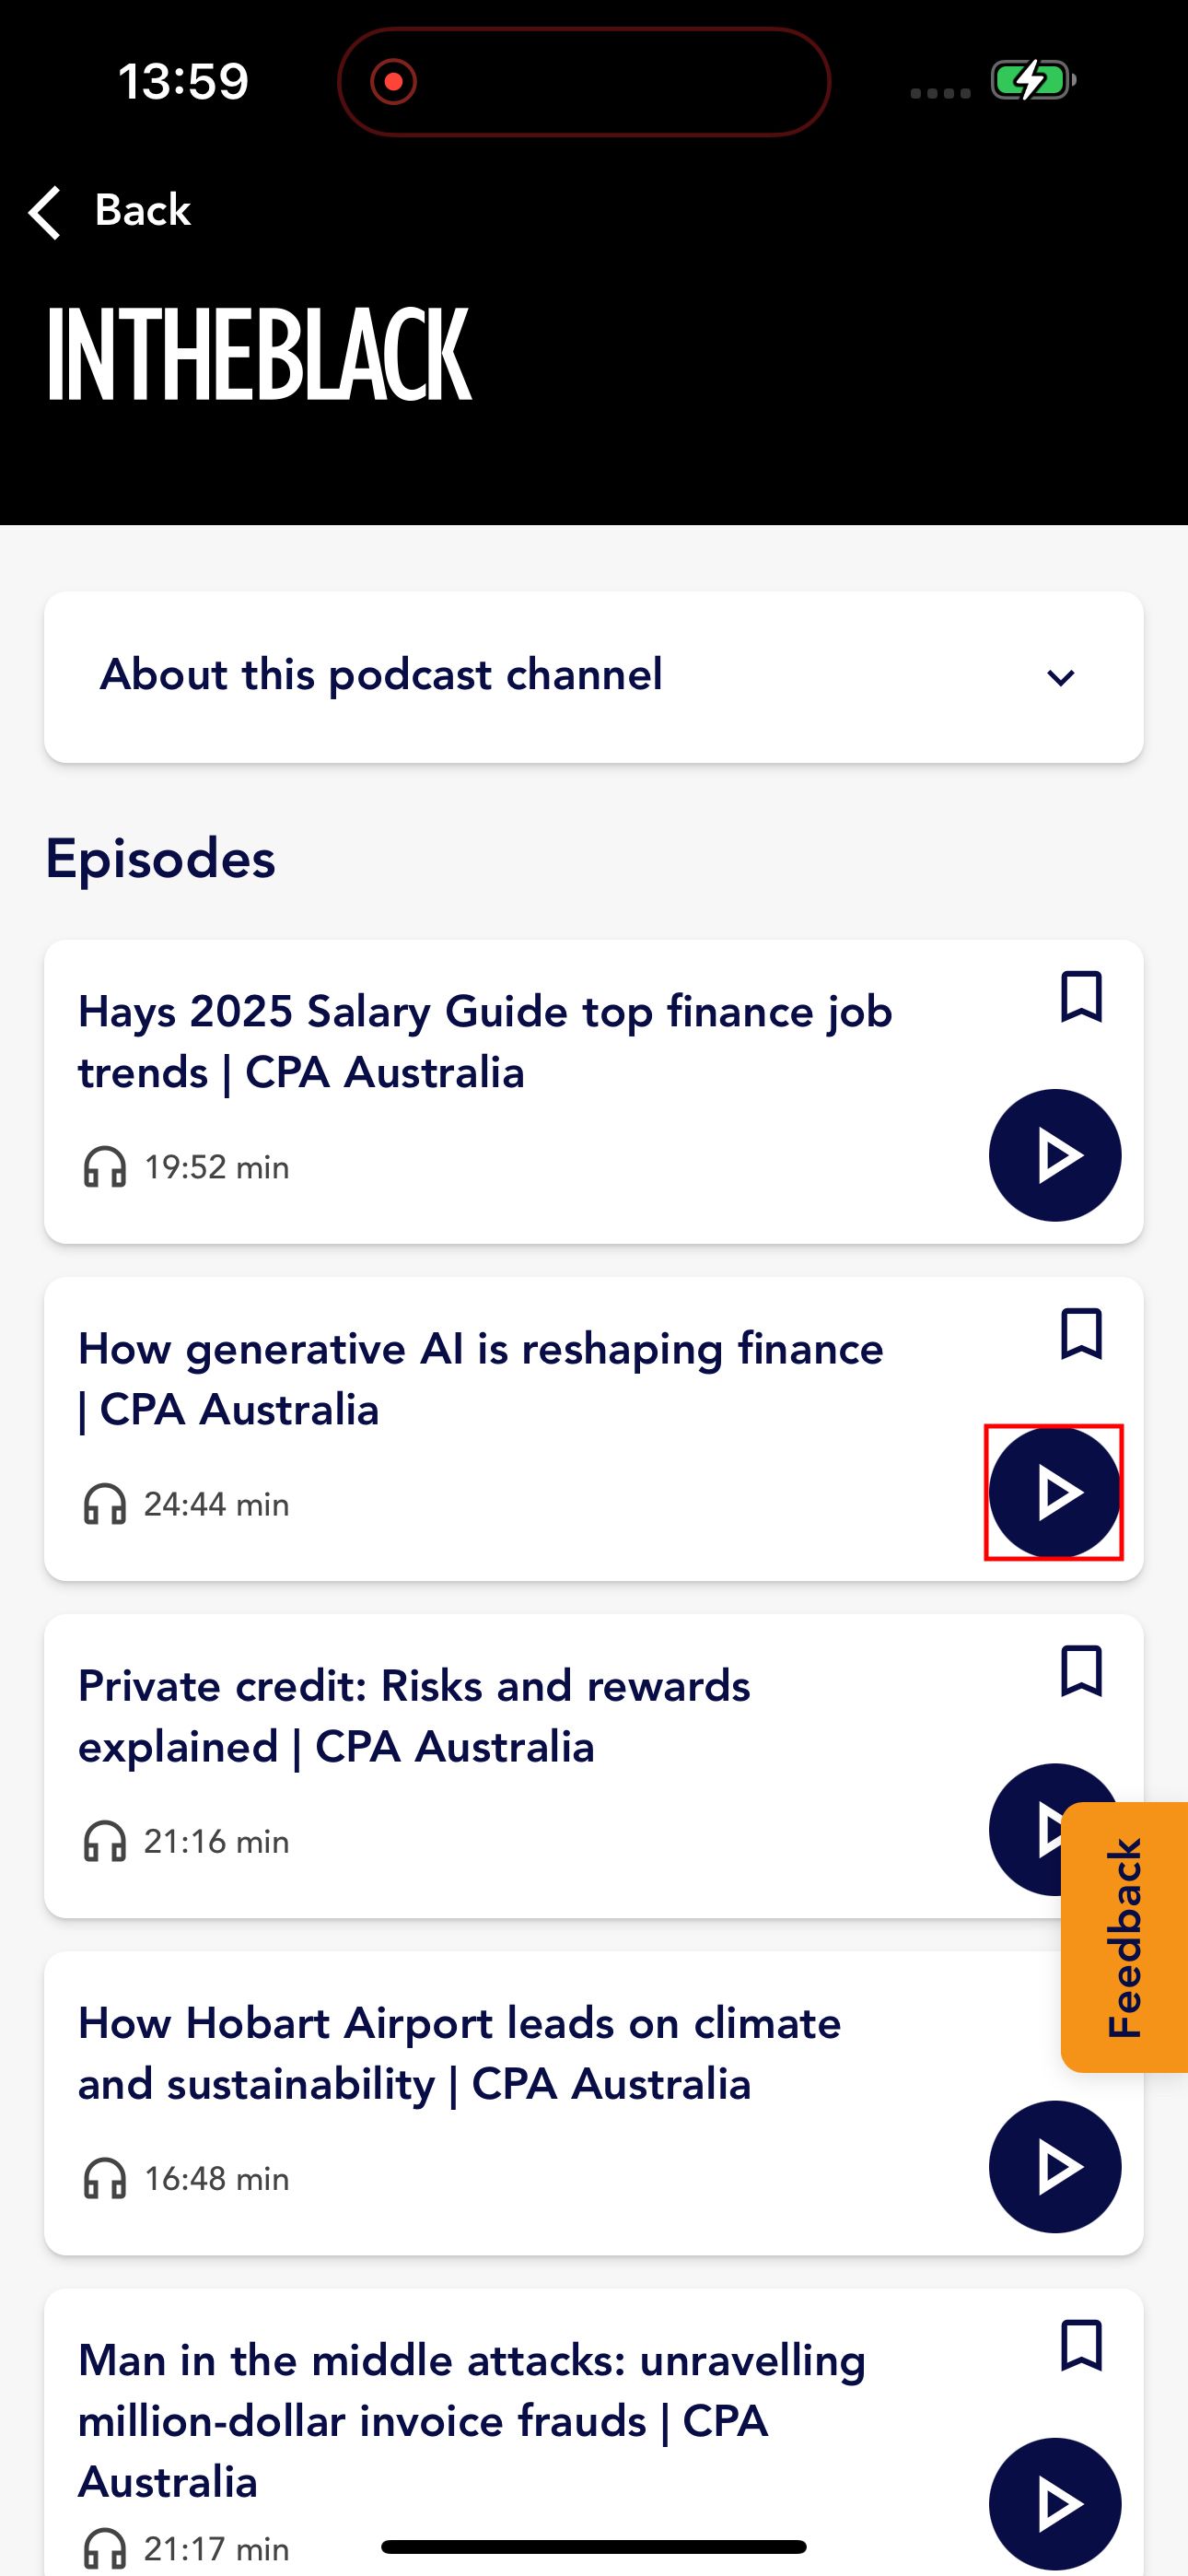 13:59
Back
INTHEBLACK
About this podcast channel
Episodes
Hays 2025 Salary Guide top finance job
trends | CPA Australia
19:52 min
How generative AI is reshaping finance
| CPA Australia
24:44 min
Private credit: Risks and rewards
explained | CPA Australia
21:16 min
Feedback
How Hobart Airport leads on climate
and sustainability | CPA Australia
16:48 min
Man in the middle attacks: unravelling
million-dollar invoice frauds | CPA
Australia
21:17 min